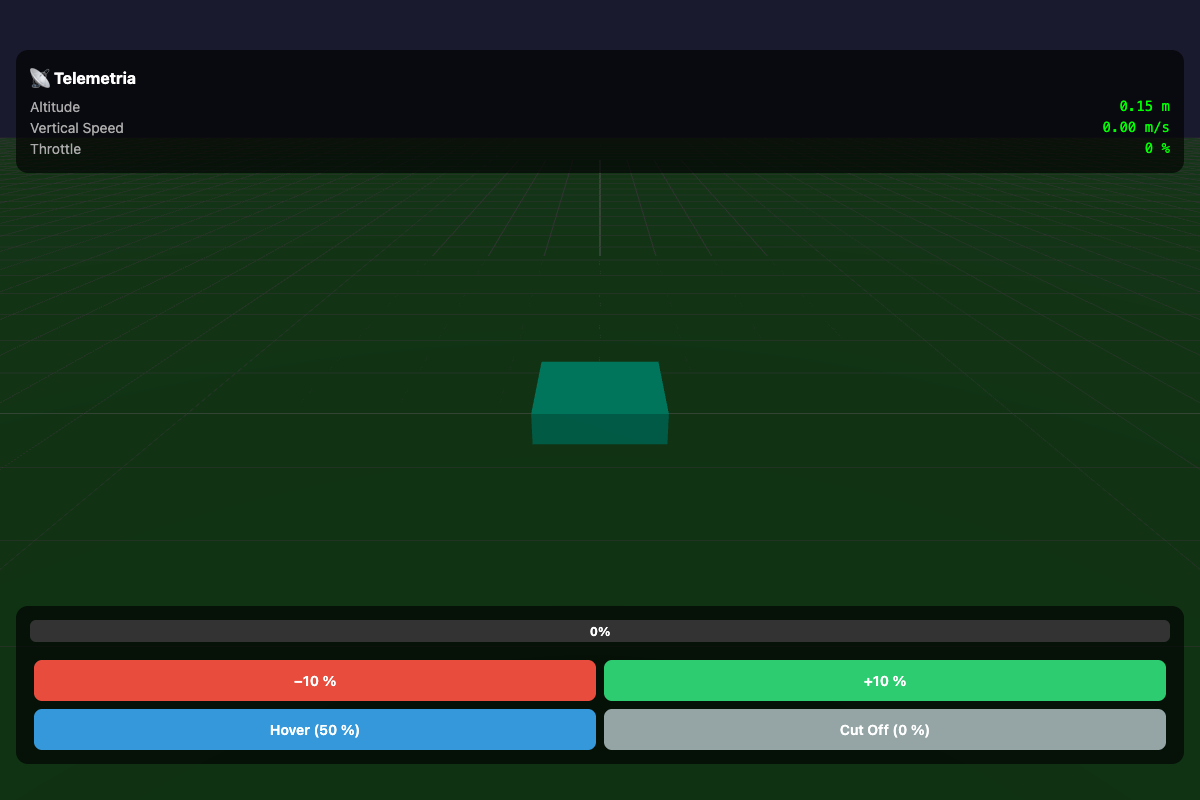 Telemetria
Altitude 0.15 m
Vertical Speed 0.00 m/s
Throttle 0 %
0%
–10 % +10 %
Hover (50 %) Cut Off (0 %)